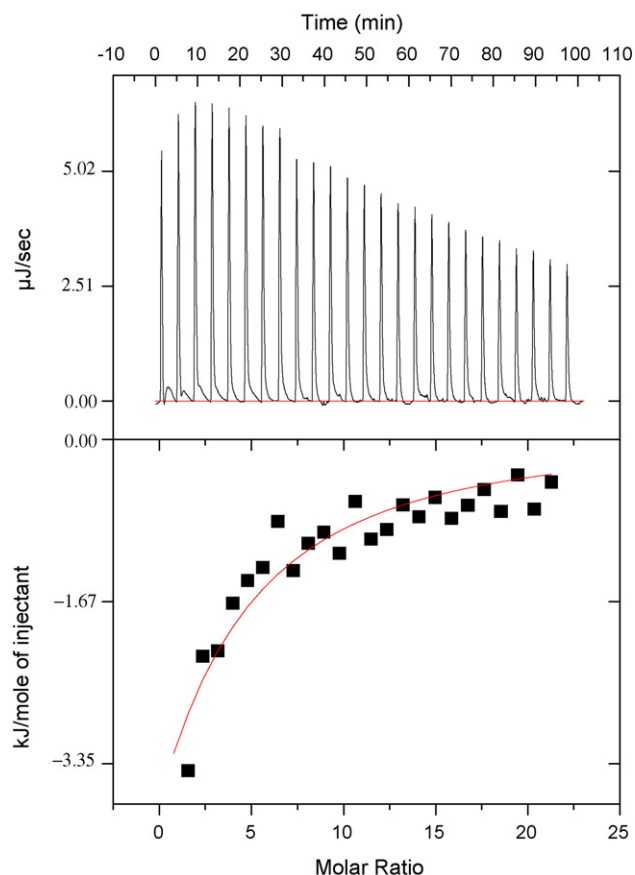 Time (min)
-10 0 10 20 30 40 50 60 70 80 90 100 110
5.02
2.51
0.00
µJ/sec
0.00
−1.67
−3.35
kJ/mole of injectant
0 5 10 15 20 25
Molar Ratio